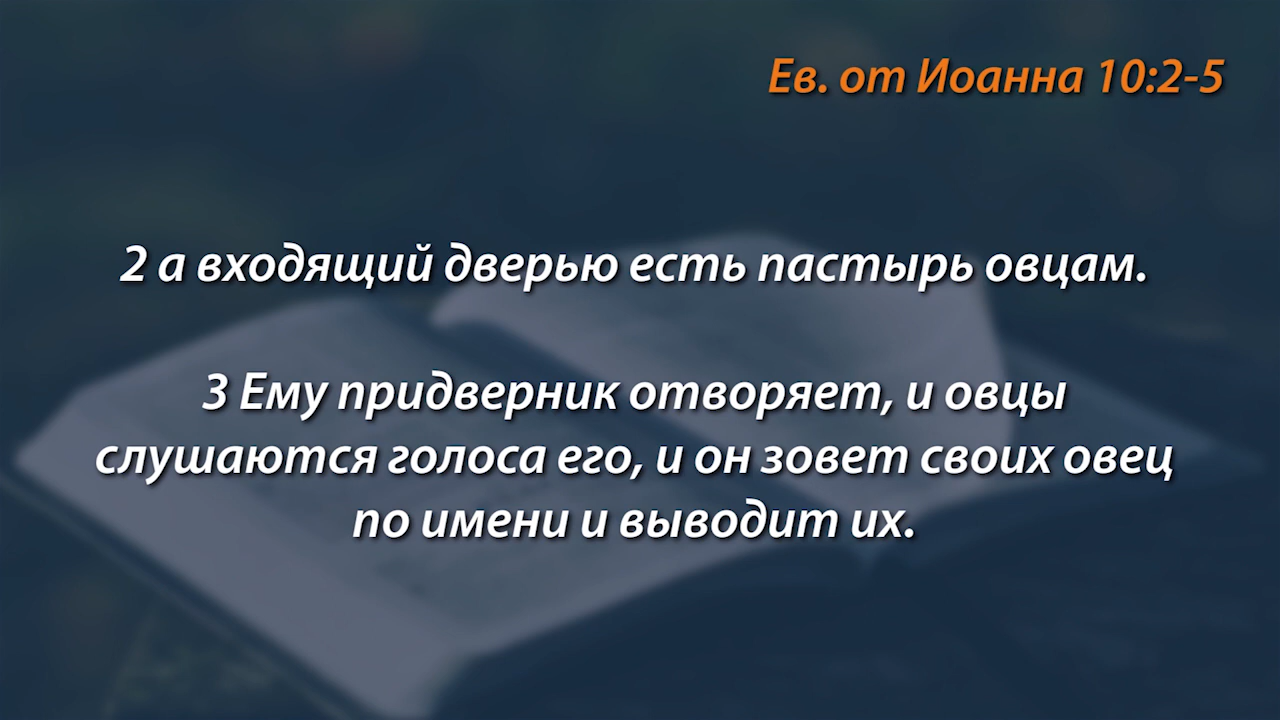 Ев. от Иоанна 10:2-5
2 а входящий дверью есть пастырь овцам.
3 Ему придверник отворяет, и овцы
слушаются голоса его, и он зовет своих овец
по имени и выводит их.